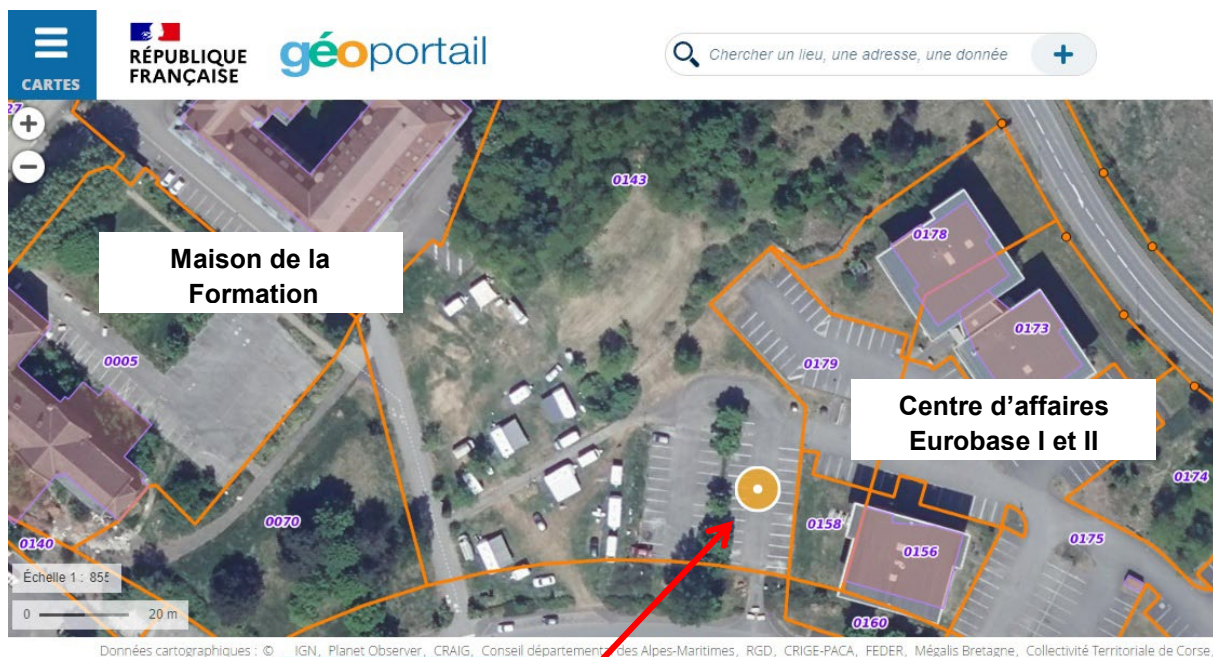 CARTES
RÉPUBLIQUE
FRANÇAISE
géoportail
Chercher un lieu, une adresse, une donnée
+
27
+
−
0143
0178
Maison de la
Formation
0173
0005
0179
Centre d'affaires
Eurobase I et II
0174
0070
0158
0140
0156
0175
Échelle 1 : 855
0 20 m
0160
Données cartographiques : © IGN, Planet Observer, CRAIG, Conseil départemental des Alpes-Maritimes, RGD, CRIGE-PACA, FEDER, Mégalis Bretagne, Collectivité Territoriale de Corse,